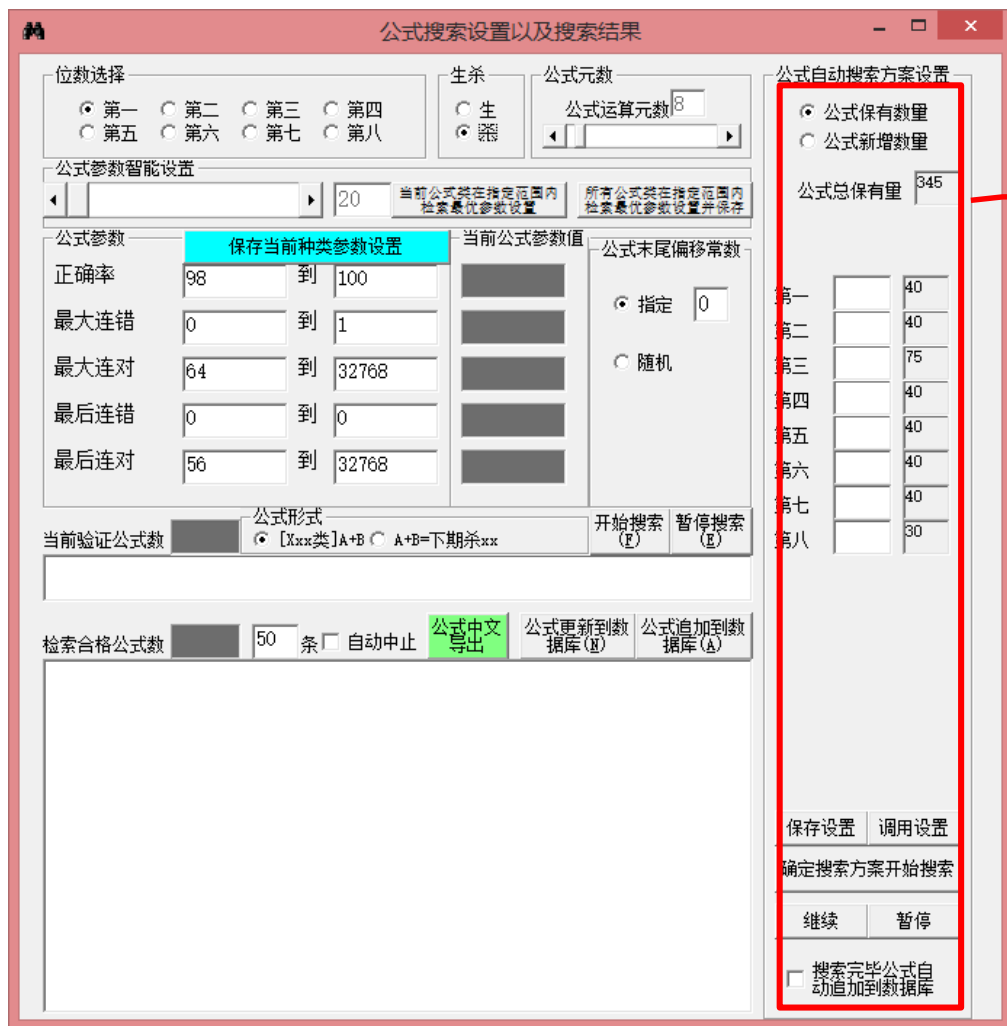 公式搜索设置以及搜索结果
位数选择
第一 第二 第三 第四
第五 第六 第七 第八
生杀
生
杀
公式元数
公式运算元数 8
公式参数智能设置
20
当前公式类在指定范围内
检索最优参数设置
所有公式类在指定范围内
检索最优参数设置并保存
公式参数
保存当前种类参数设置
当前公式参数值
正确率 98 到 100
最大连错 0 到 1
最大连对 64 到 32768
最后连错 0 到 0
最后连对 56 到 32768
公式末尾偏移常数
指定 0
随机
当前验证公式数
公式形式
[Xxx类]A+B A+B=下期杀xx
开始搜索
(F)
暂停搜索
(E)
检索合格公式数 50 条 自动中止
公式中文
导出
公式更新到数
据库(N)
公式追加到数
据库(A)
公式自动搜索方案设置
公式保有数量
公式新增数量
公式总保有量 345
第一 40
第二 40
第三 75
第四 40
第五 40
第六 40
第七 40
第八 30
保存设置 调用设置
确定搜索方案开始搜索
继续 暂停
搜索完毕公式自
动追加到数据库